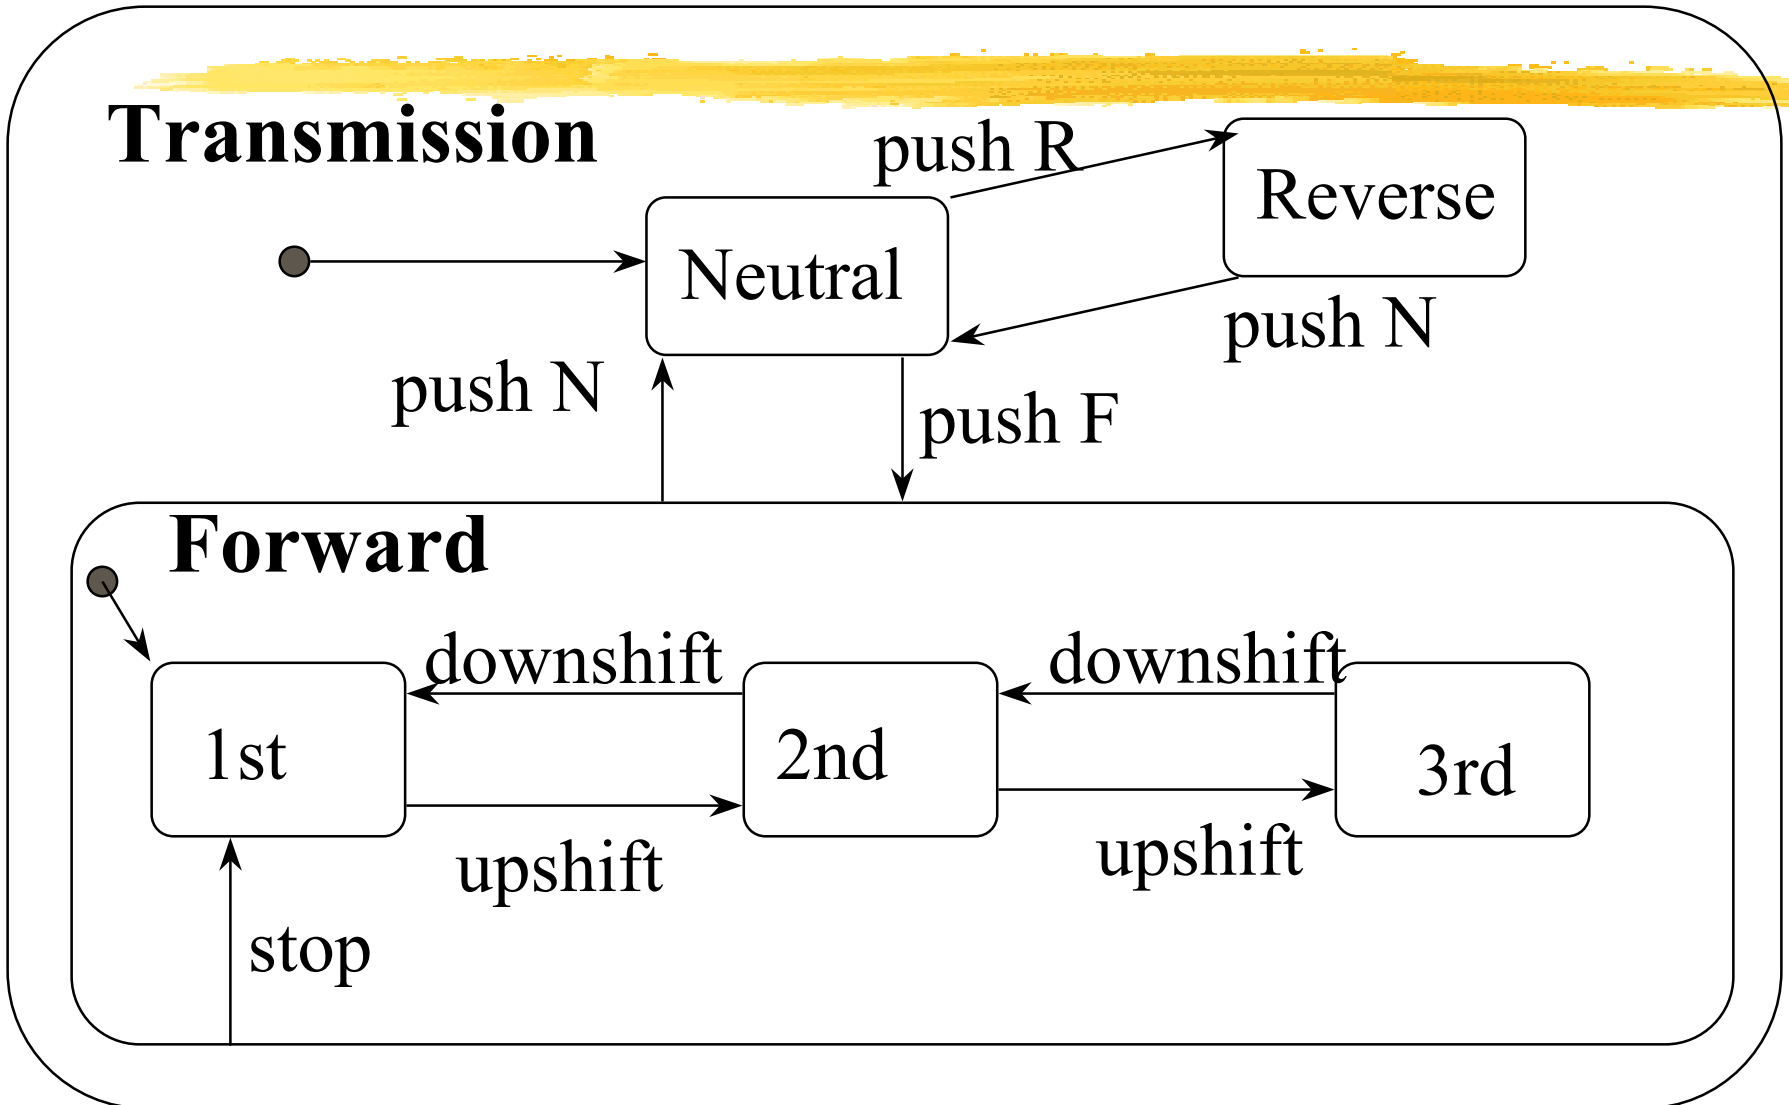 Transmission
push R
Reverse
Neutral
push N
push N
push F
Forward
downshift
downshift
1st
2nd
3rd
upshift
upshift
stop